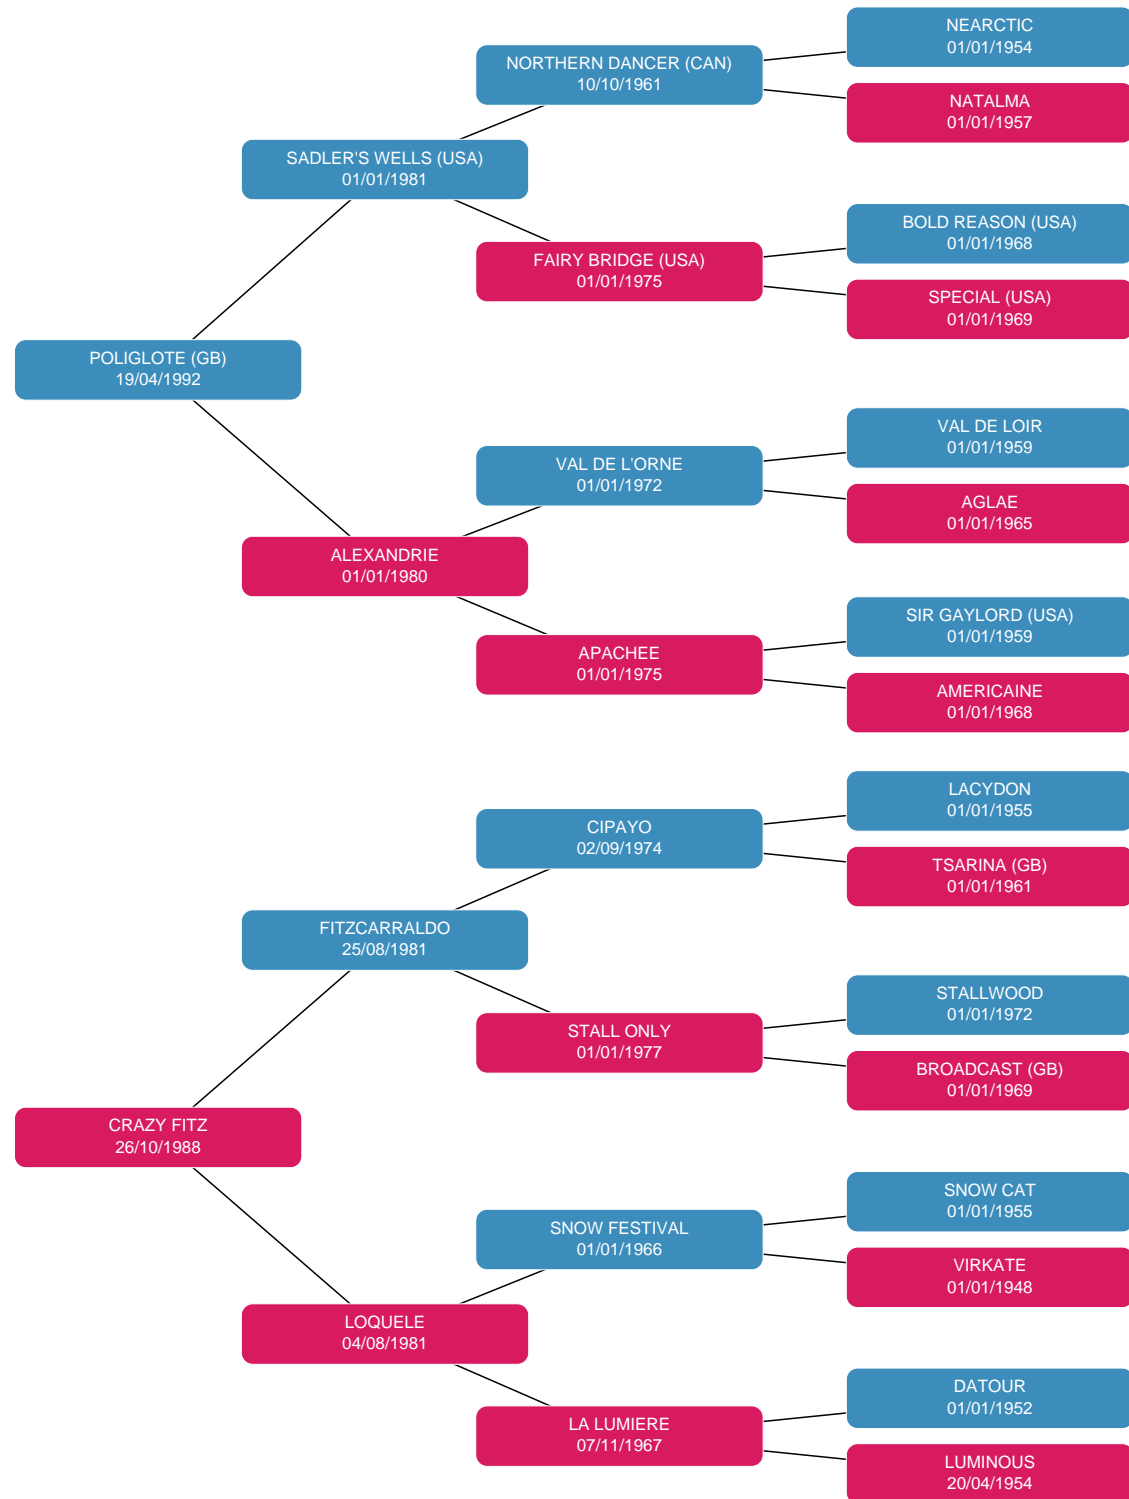 NEARCTIC
01/01/1954
NORTHERN DANCER (CAN)
10/10/1961
NATALMA
01/01/1957
SADLER'S WELLS (USA)
01/01/1981
BOLD REASON (USA)
01/01/1968
FAIRY BRIDGE (USA)
01/01/1975
SPECIAL (USA)
01/01/1969
POLIGLOTE (GB)
19/04/1992
VAL DE LOIR
01/01/1959
VAL DE L'ORNE
01/01/1972
AGLAE
01/01/1965
ALEXANDRIE
01/01/1980
SIR GAYLORD (USA)
01/01/1959
APACHEE
01/01/1975
AMERICAINE
01/01/1968
LACYDON
01/01/1955
CIPAYO
02/09/1974
TSARINA (GB)
01/01/1961
FITZCARRALDO
25/08/1981
STALLWOOD
01/01/1972
STALL ONLY
01/01/1977
BROADCAST (GB)
01/01/1969
CRAZY FITZ
26/10/1988
SNOW CAT
01/01/1955
SNOW FESTIVAL
01/01/1966
VIRKATE
01/01/1948
LOQUELE
04/08/1981
DATOUR
01/01/1952
LA LUMIERE
07/11/1967
LUMINOUS
20/04/1954